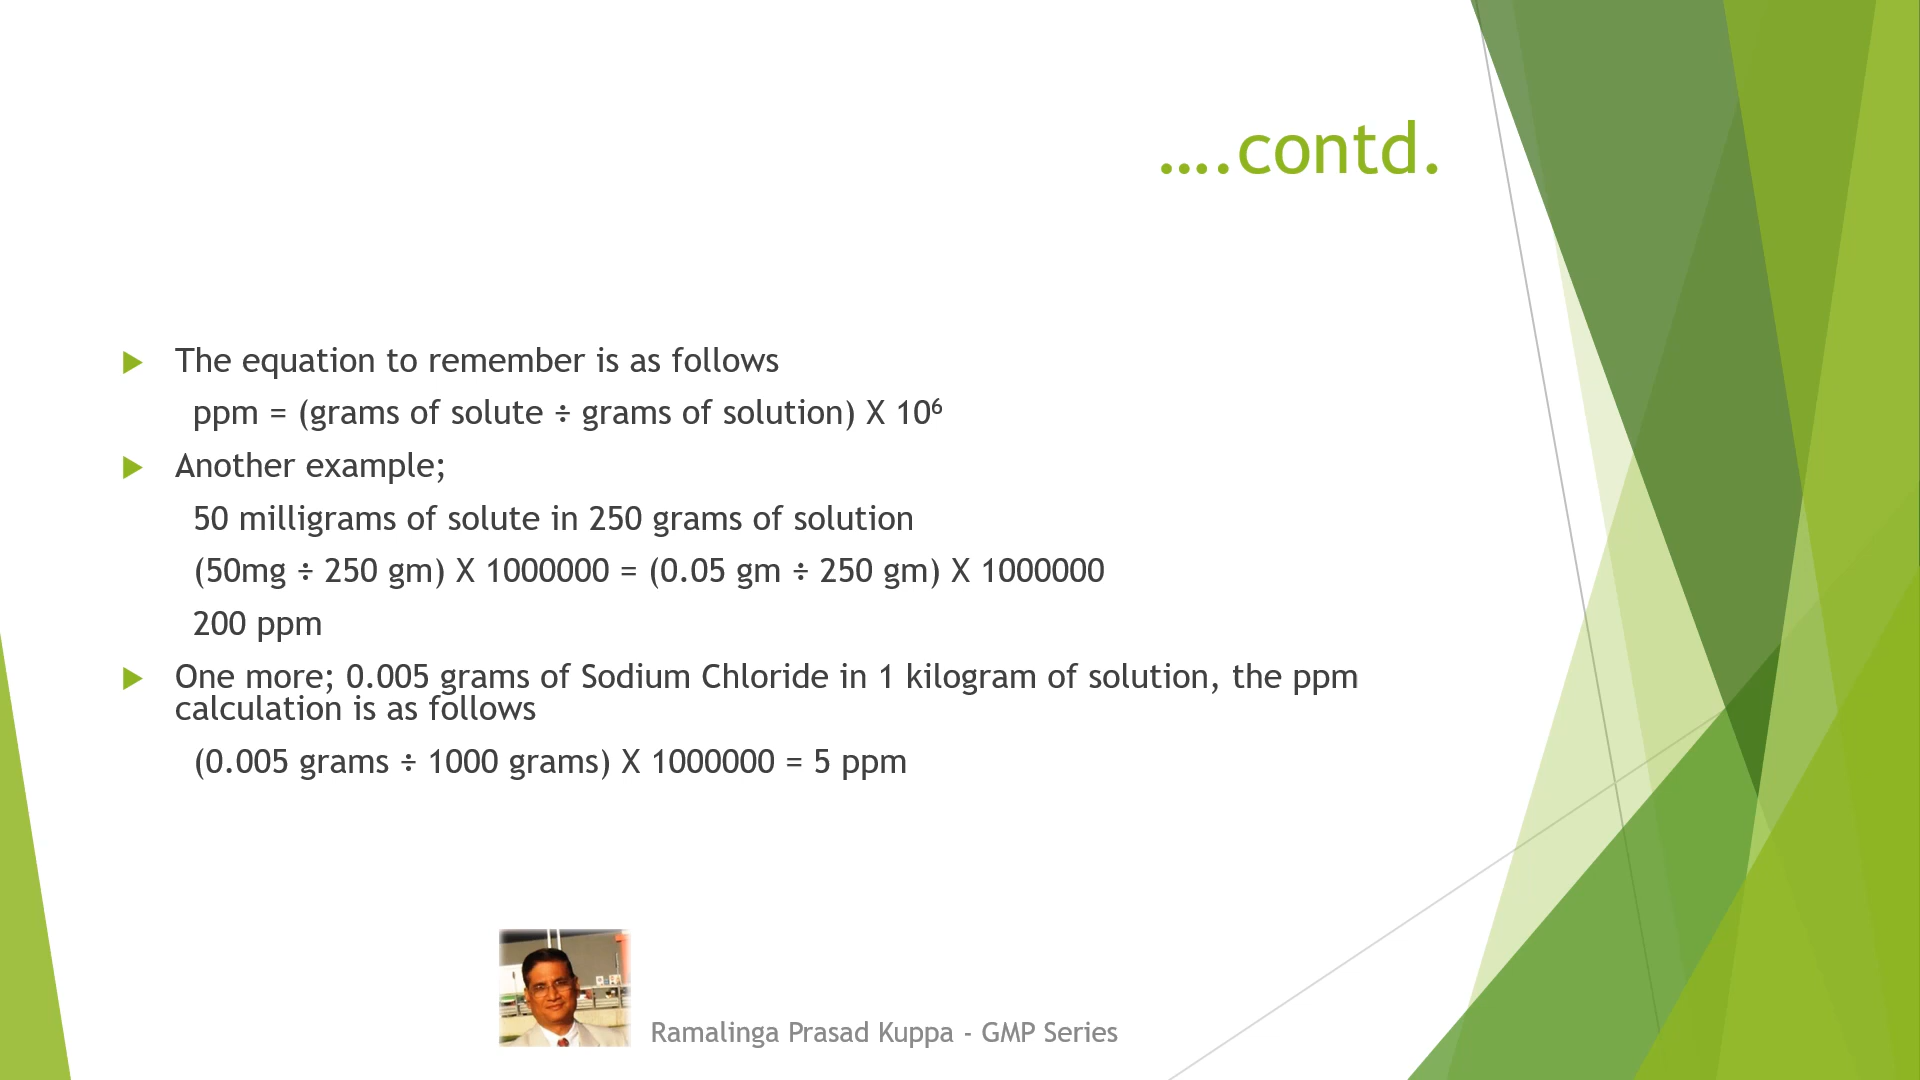 ....contd.
The equation to remember is as follows
ppm = (grams of solute ÷ grams of solution) X 10⁶
Another example;
50 milligrams of solute in 250 grams of solution
(50mg ÷ 250 gm) X 1000000 = (0.05 gm ÷ 250 gm) X 1000000
200 ppm
One more; 0.005 grams of Sodium Chloride in 1 kilogram of solution, the ppm
calculation is as follows
(0.005 grams ÷ 1000 grams) X 1000000 = 5 ppm
Ramalinga Prasad Kuppa - GMP Series